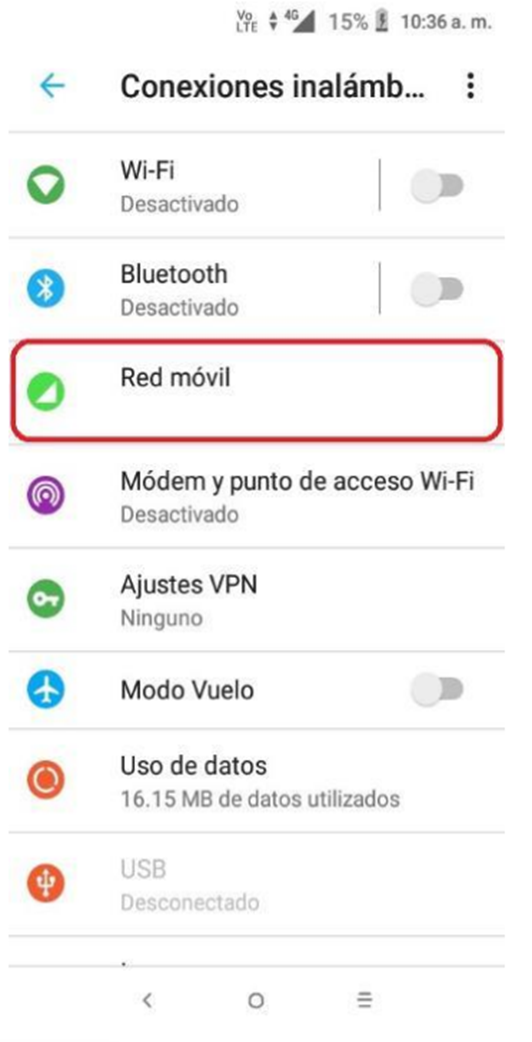 Vo LTE 4G 15% 10:36 a. m.
Conexiones inalámb...
Wi-Fi
Desactivado
Bluetooth
Desactivado
Red móvil
Módem y punto de acceso Wi-Fi
Desactivado
Ajustes VPN
Ninguno
Modo Vuelo
Uso de datos
16.15 MB de datos utilizados
USB
Desconectado